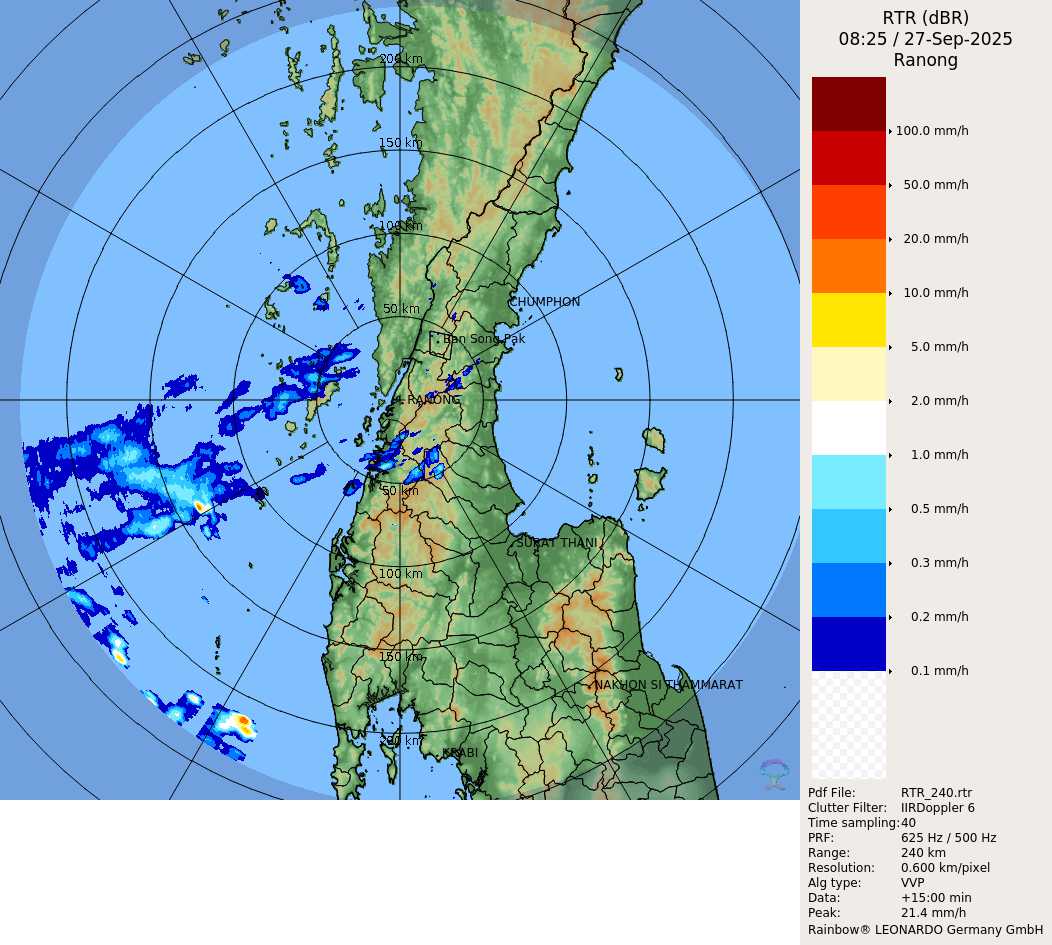 RTR (dBR)
08:25 / 27-Sep-2025
Ranong
200 km
150 km
100 km
50 km
CHUMPHON
Ban Song Pak
RANONG
50 km
SURAT THANI
100 km
150 km
NAKHON SI THAMMARAT
200 km
KRABI
100.0 mm/h
50.0 mm/h
20.0 mm/h
10.0 mm/h
5.0 mm/h
2.0 mm/h
1.0 mm/h
0.5 mm/h
0.3 mm/h
0.2 mm/h
0.1 mm/h
Pdf File: RTR_240.rtr
Clutter Filter: IIRDoppler 6
Time sampling: 40
PRF: 625 Hz / 500 Hz
Range: 240 km
Resolution: 0.600 km/pixel
Alg type: VVP
Data: +15:00 min
Peak: 21.4 mm/h
Rainbow® LEONARDO Germany GmbH